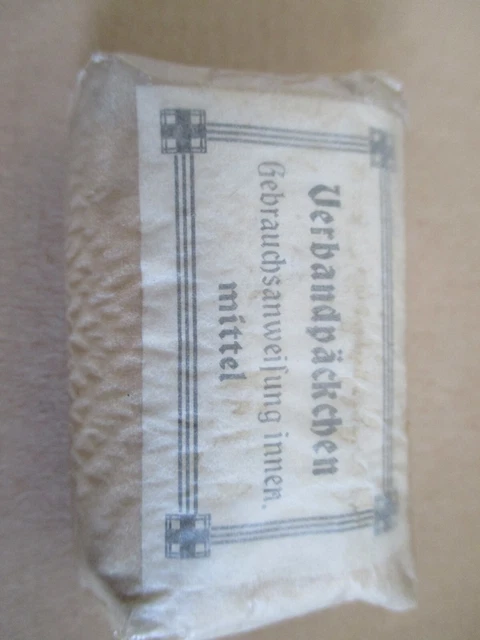 Verbandpäckchen
Gebrauchsanweiſung innen.
mittel